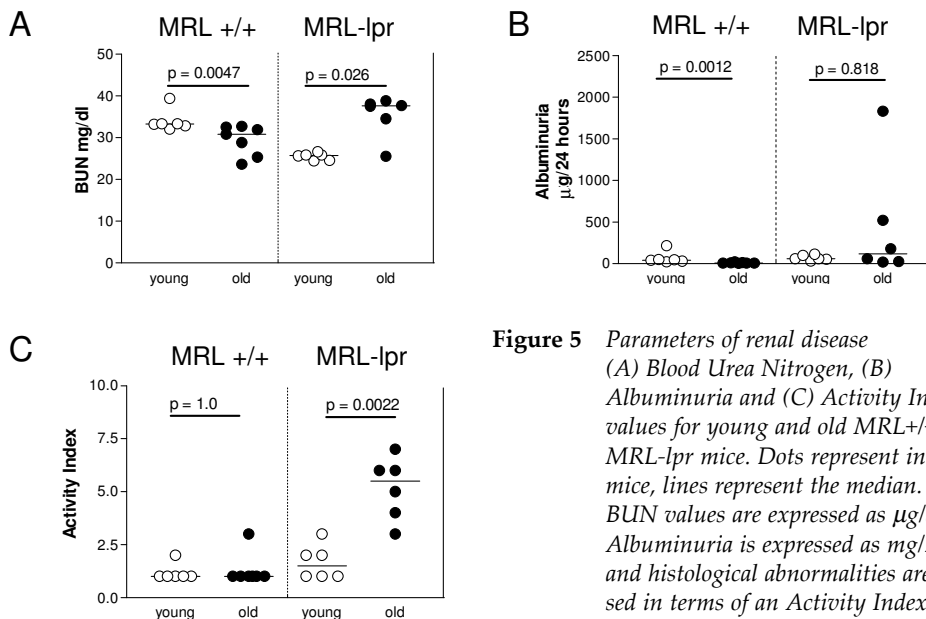 A
MRL +/+ MRL-lpr
p = 0.0047 p = 0.026
BUN mg/dl
50
40
30
20
10
0
young old young old
B
MRL +/+ MRL-lpr
p = 0.0012 p = 0.818
Albuminuria
µg/24 hours
2500
2000
1500
1000
500
0
young old young old
C
MRL +/+ MRL-lpr
p = 1.0 p = 0.0022
Activity Index
10.0
7.5
5.0
2.5
0.0
young old young old
Figure 5 Parameters of renal disease
(A) Blood Urea Nitrogen, (B)
Albuminuria and (C) Activity In
values for young and old MRL+/
MRL-lpr mice. Dots represent in
mice, lines represent the median.
BUN values are expressed as µg/
Albuminuria is expressed as mg/
and histological abnormalities are
sed in terms of an Activity Index